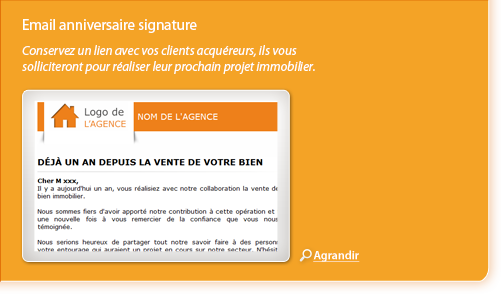 Email anniversaire signature
Conservez un lien avec vos clients acquéreurs, ils vous
solliciteront pour réaliser leur prochain projet immobilier.
Logo de
L'AGENCE
NOM DE L'AGENCE
DÉJÀ UN AN DEPUIS LA VENTE DE VOTRE BIEN
Cher M xxx,
Il y a aujourd'hui un an, vous réalisiez avec notre collaboration la vente de
bien immobilier.
Nous sommes fiers d'avoir apporté notre contribution à cette opération et
une nouvelle fois à vous remercier de la confiance que vous nous
témoignée.
Nous serions heureux de partager tout notre savoir faire à des person
votre entourage qui auraient un projet en cours sur notre secteur. N'hésit
Agrandir